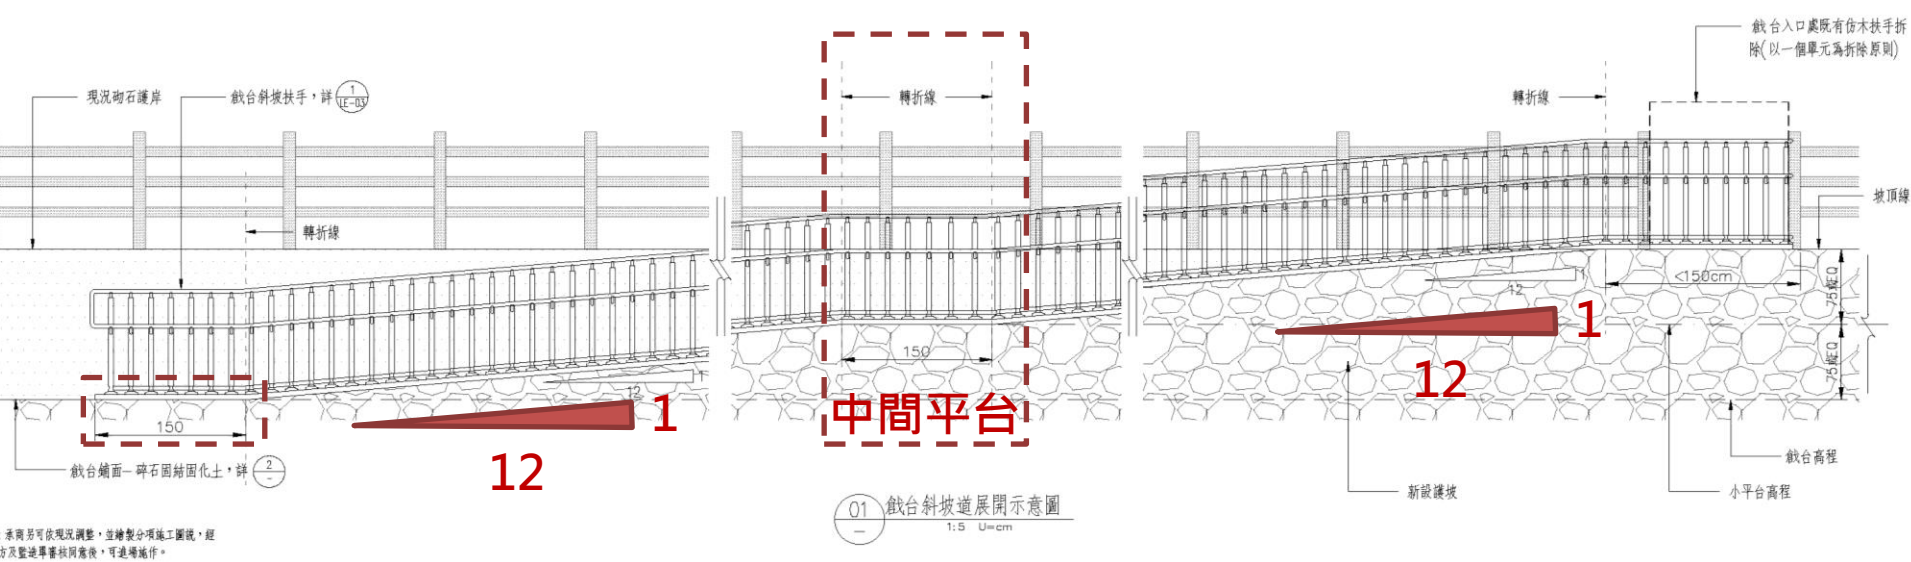 戧台入口處既有仿木扶手拆
除(以一個單元為拆除原則)
現況砌石護岸
戧台斜坡扶手，詳
1
LE-03
轉折線
轉折線
轉折線
坡頂線
<150cm
75±EQ
75±EQ
1
12
1
12
150
中間平台
12
1
12
150
戧台鋪面—碎石固結固化土，詳
2
—
戧台高程
小平台高程
新設護坡
01
—
戧台斜坡道展開示意圖
1:5 U=cm
承商另可依現況調整，並繪製分項施工圖說，經
方及監造單審核同意後，可進場施作。